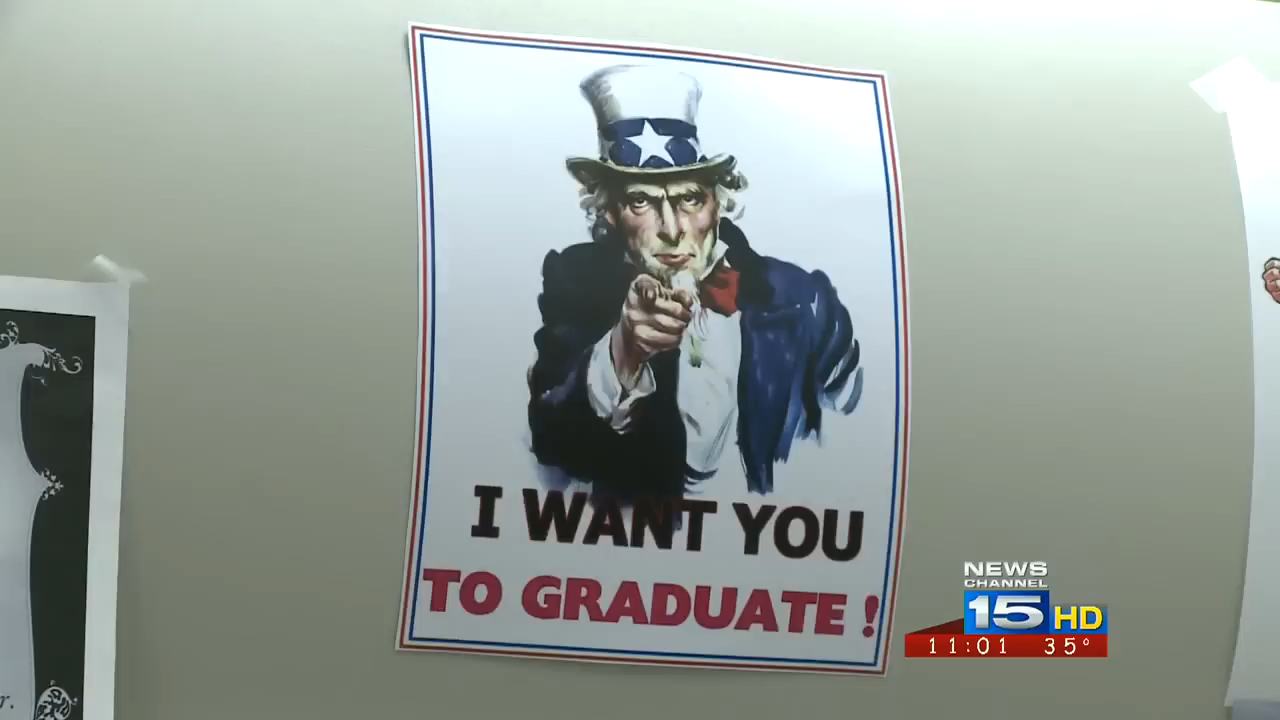 I WANT YOU
TO GRADUATE !
NEWS
CHANNEL
15 HD
11:01 35°
r.